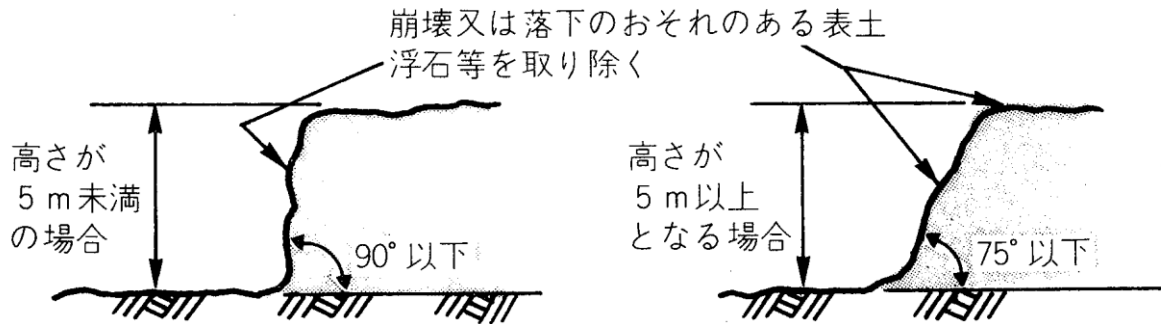 崩壊又は落下のおそれのある表土
浮石等を取り除く
高さが
5m未満
の場合
90°以下
高さが
5m以上
となる場合
75°以下